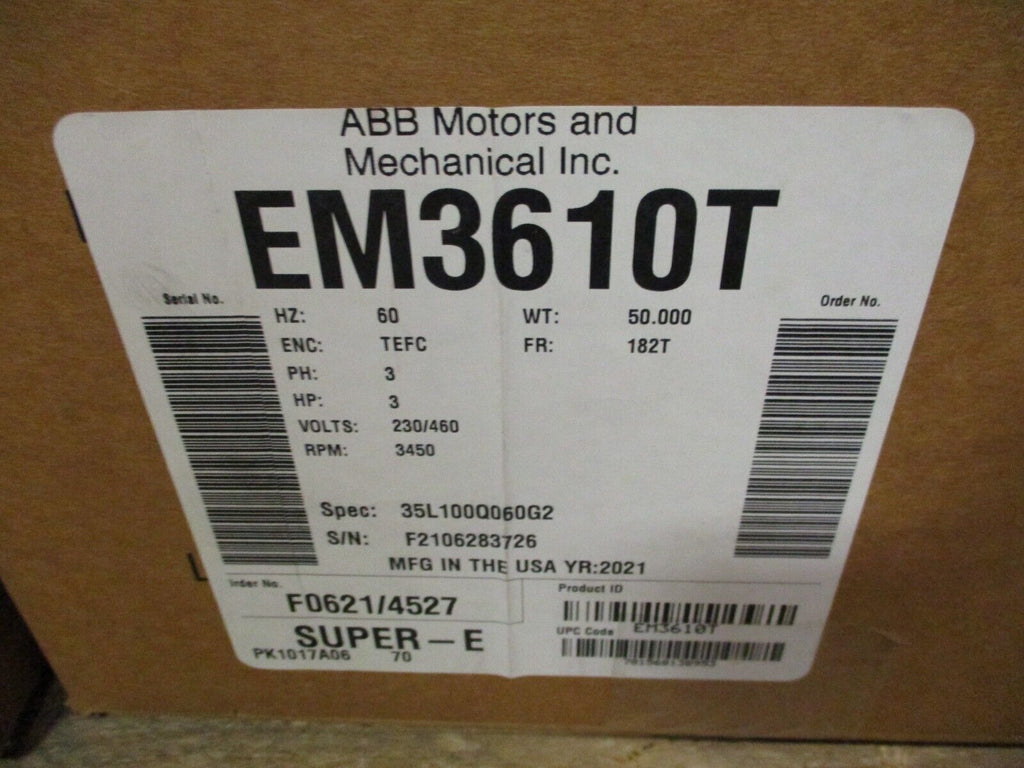 ABB Motors and
Mechanical Inc.
EM3610T
Serial No.
Order No.
HZ: 60 WT: 50.000
ENC: TEFC FR: 182T
PH: 3
HP: 3
VOLTS: 230/460
RPM: 3450
Spec: 35L100Q060G2
S/N: F2106283726
MFG IN THE USA YR:2021
Order No.
F0621/4527
SUPER-E
PK1017A06 70
Product ID
EM3610T
UPC Code